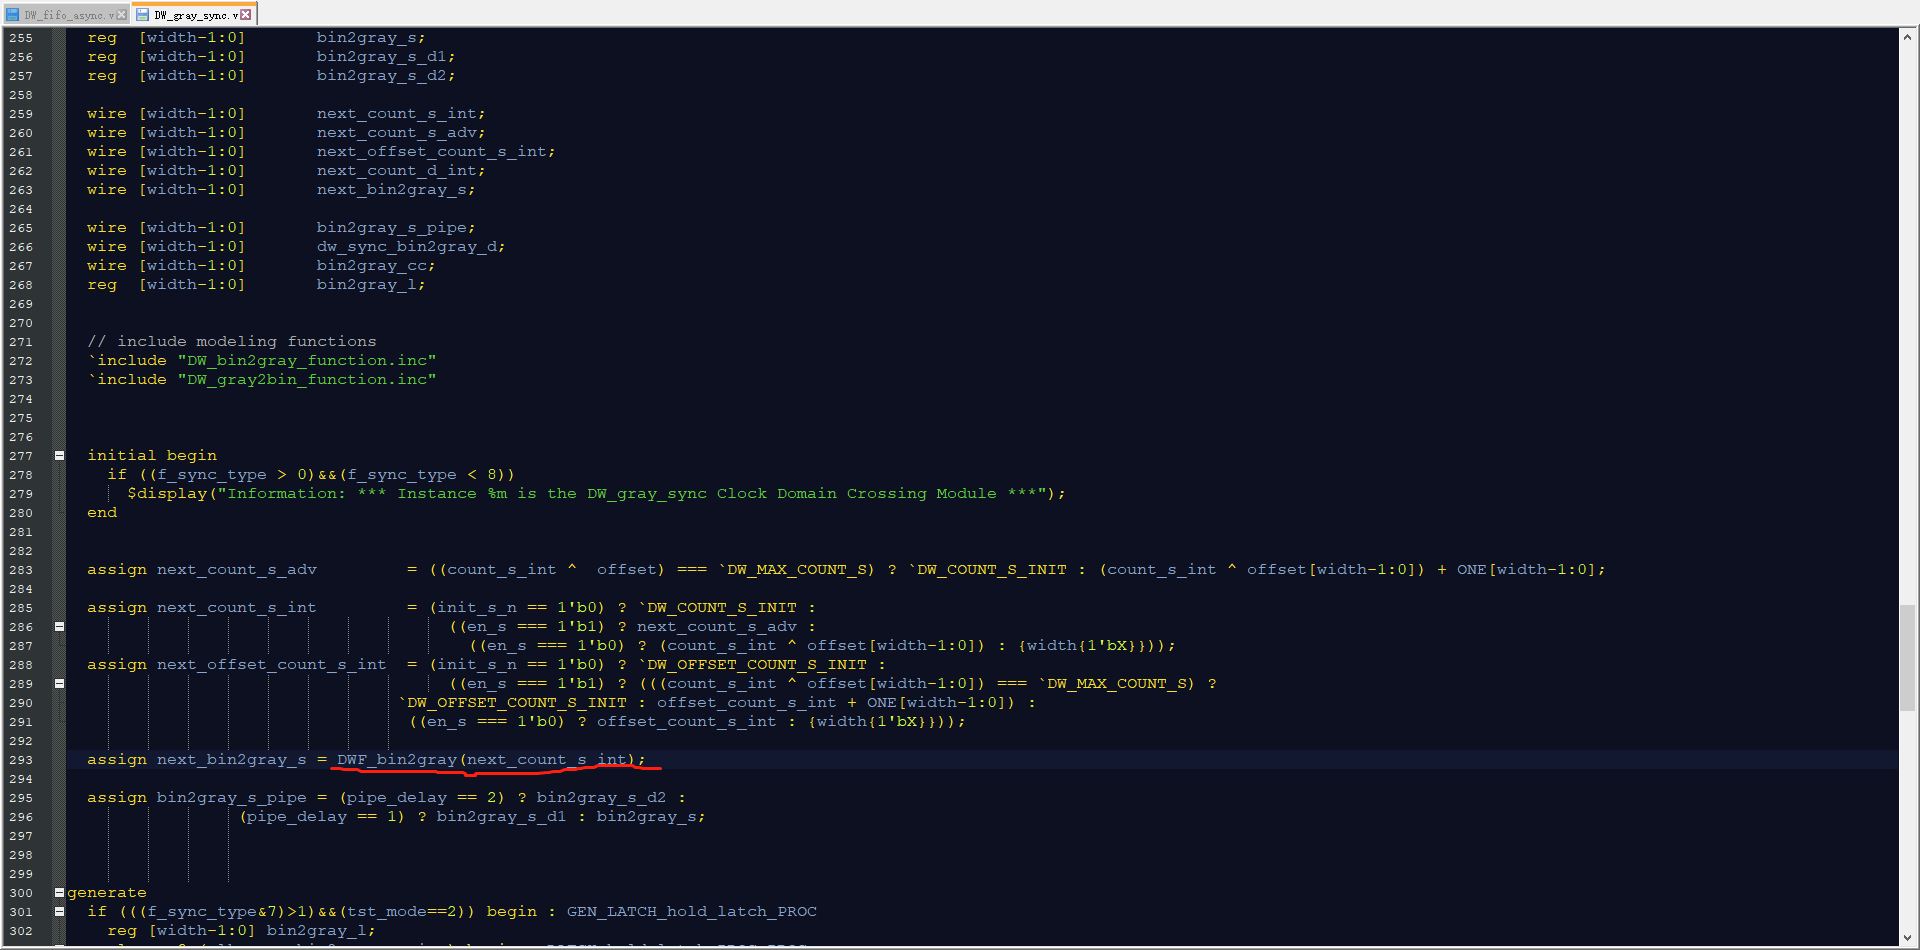 DW_fifo_async.v DW_gray_sync.v
255 reg [width-1:0] bin2gray_s;
256 reg [width-1:0] bin2gray_s_d1;
257 reg [width-1:0] bin2gray_s_d2;
258
259 wire [width-1:0] next_count_s_int;
260 wire [width-1:0] next_count_s_adv;
261 wire [width-1:0] next_offset_count_s_int;
262 wire [width-1:0] next_count_d_int;
263 wire [width-1:0] next_bin2gray_s;
264
265 wire [width-1:0] bin2gray_s_pipe;
266 wire [width-1:0] dw_sync_bin2gray_d;
267 wire [width-1:0] bin2gray_cc;
268 reg [width-1:0] bin2gray_l;
269
270
271 // include modeling functions
272 `include "DW_bin2gray_function.inc"
273 `include "DW_gray2bin_function.inc"
274
275
276
277 initial begin
278 if ((f_sync_type > 0)&&(f_sync_type < 8))
279 $display("Information: *** Instance %m is the DW_gray_sync Clock Domain Crossing Module ***");
280 end
281
282
283 assign next_count_s_adv = ((count_s_int ^ offset) === `DW_MAX_COUNT_S) ? `DW_COUNT_S_INIT : (count_s_int ^ offset[width-1:0]) + ONE[width-1:0];
284
285 assign next_count_s_int = (init_s_n == 1'b0) ? `DW_COUNT_S_INIT :
286 ((en_s === 1'b1) ? next_count_s_adv :
287 ((en_s === 1'b0) ? (count_s_int ^ offset[width-1:0]) : {width{1'bX}}));
288 assign next_offset_count_s_int = (init_s_n == 1'b0) ? `DW_OFFSET_COUNT_S_INIT :
289 ((en_s === 1'b1) ? (((count_s_int ^ offset[width-1:0]) === `DW_MAX_COUNT_S) ?
290 `DW_OFFSET_COUNT_S_INIT : offset_count_s_int + ONE[width-1:0]) :
291 ((en_s === 1'b0) ? offset_count_s_int : {width{1'bX}}));
292
293 assign next_bin2gray_s = DWF_bin2gray(next_count_s_int);
294
295 assign bin2gray_s_pipe = (pipe_delay == 2) ? bin2gray_s_d2 :
296 (pipe_delay == 1) ? bin2gray_s_d1 : bin2gray_s;
297
298
299
300 generate
301 if (((f_sync_type&7)>1)&&(tst_mode==2)) begin : GEN_LATCH_hold_latch_PROC
302 reg [width-1:0] bin2gray_l;